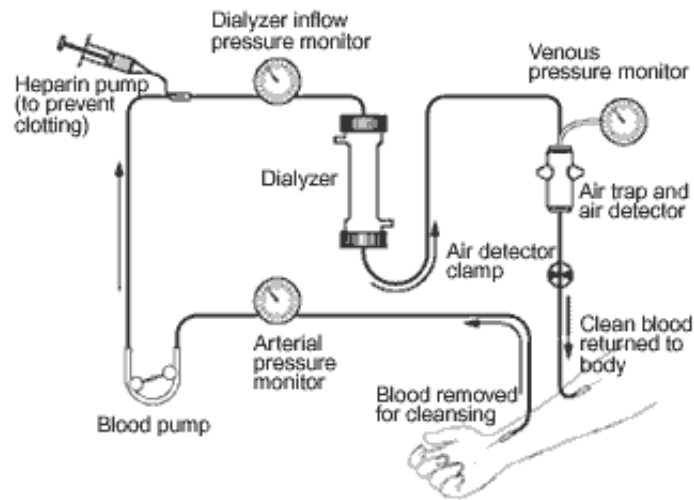 Dialyzer inflow
pressure monitor
Venous
pressure monitor
Heparin pump
(to prevent
clotting)
Dialyzer
Air trap and
air detector
Air detector
clamp
Clean blood
returned to
body
Arterial
pressure
monitor
Blood removed
for cleansing
Blood pump